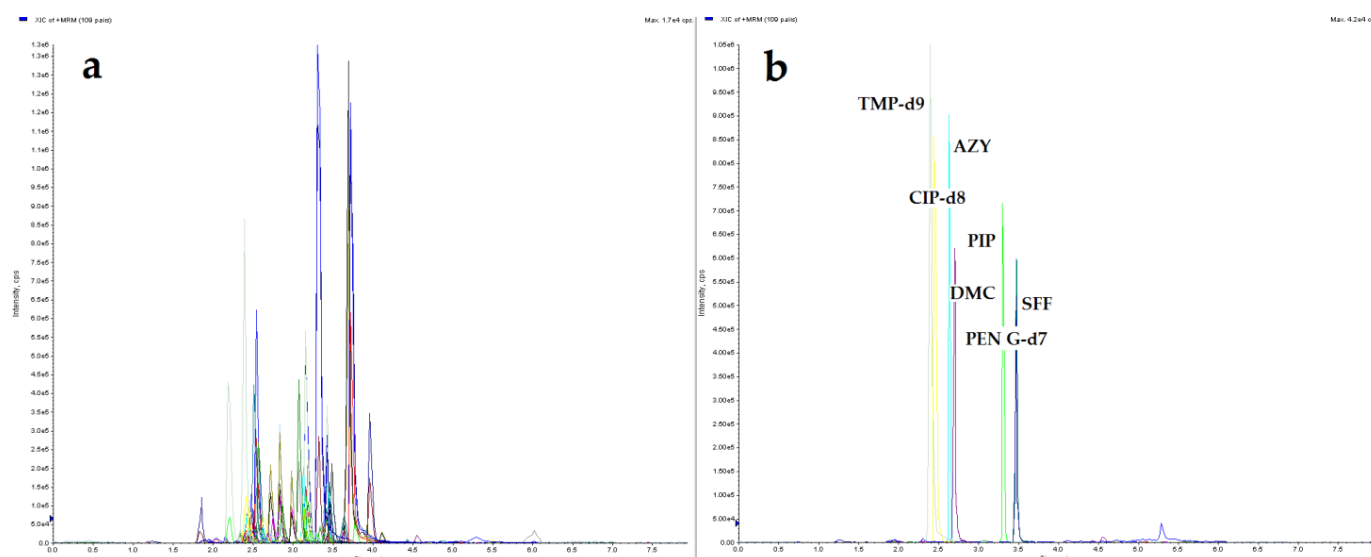 XIC of +MRM (109 pairs)
Max. 1.7e4 cps.
a
Intensity, cps
1.3e6
1.3e6
1.2e6
1.1e6
1.1e6
1.0e6
9.5e5
9.0e5
8.5e5
8.0e5
7.5e5
7.0e5
6.5e5
6.0e5
5.5e5
5.0e5
4.5e5
4.0e5
3.5e5
3.0e5
2.5e5
2.0e5
1.5e5
1.0e5
5.0e4
0.0
0.0 0.5 1.0 1.5 2.0 2.5 3.0 3.5 4.0 4.5 5.0 5.5 6.0 6.5 7.0 7.5
XIC of +MRM (109 pairs)
Max. 4.2e4 c
b
Intensity, cps
1.05e6
1.00e6
9.50e5
9.00e5
8.50e5
8.00e5
7.50e5
7.00e5
6.50e5
6.00e5
5.50e5
5.00e5
4.50e5
4.00e5
3.50e5
3.00e5
2.50e5
2.00e5
1.50e5
1.00e5
5.00e4
0.00
TMP-d9
AZY
CIP-d8
PIP
DMC
SFF
PEN G-d7
0.0 0.5 1.0 1.5 2.0 2.5 3.0 3.5 4.0 4.5 5.0 5.5 6.0 6.5 7.0 7.5